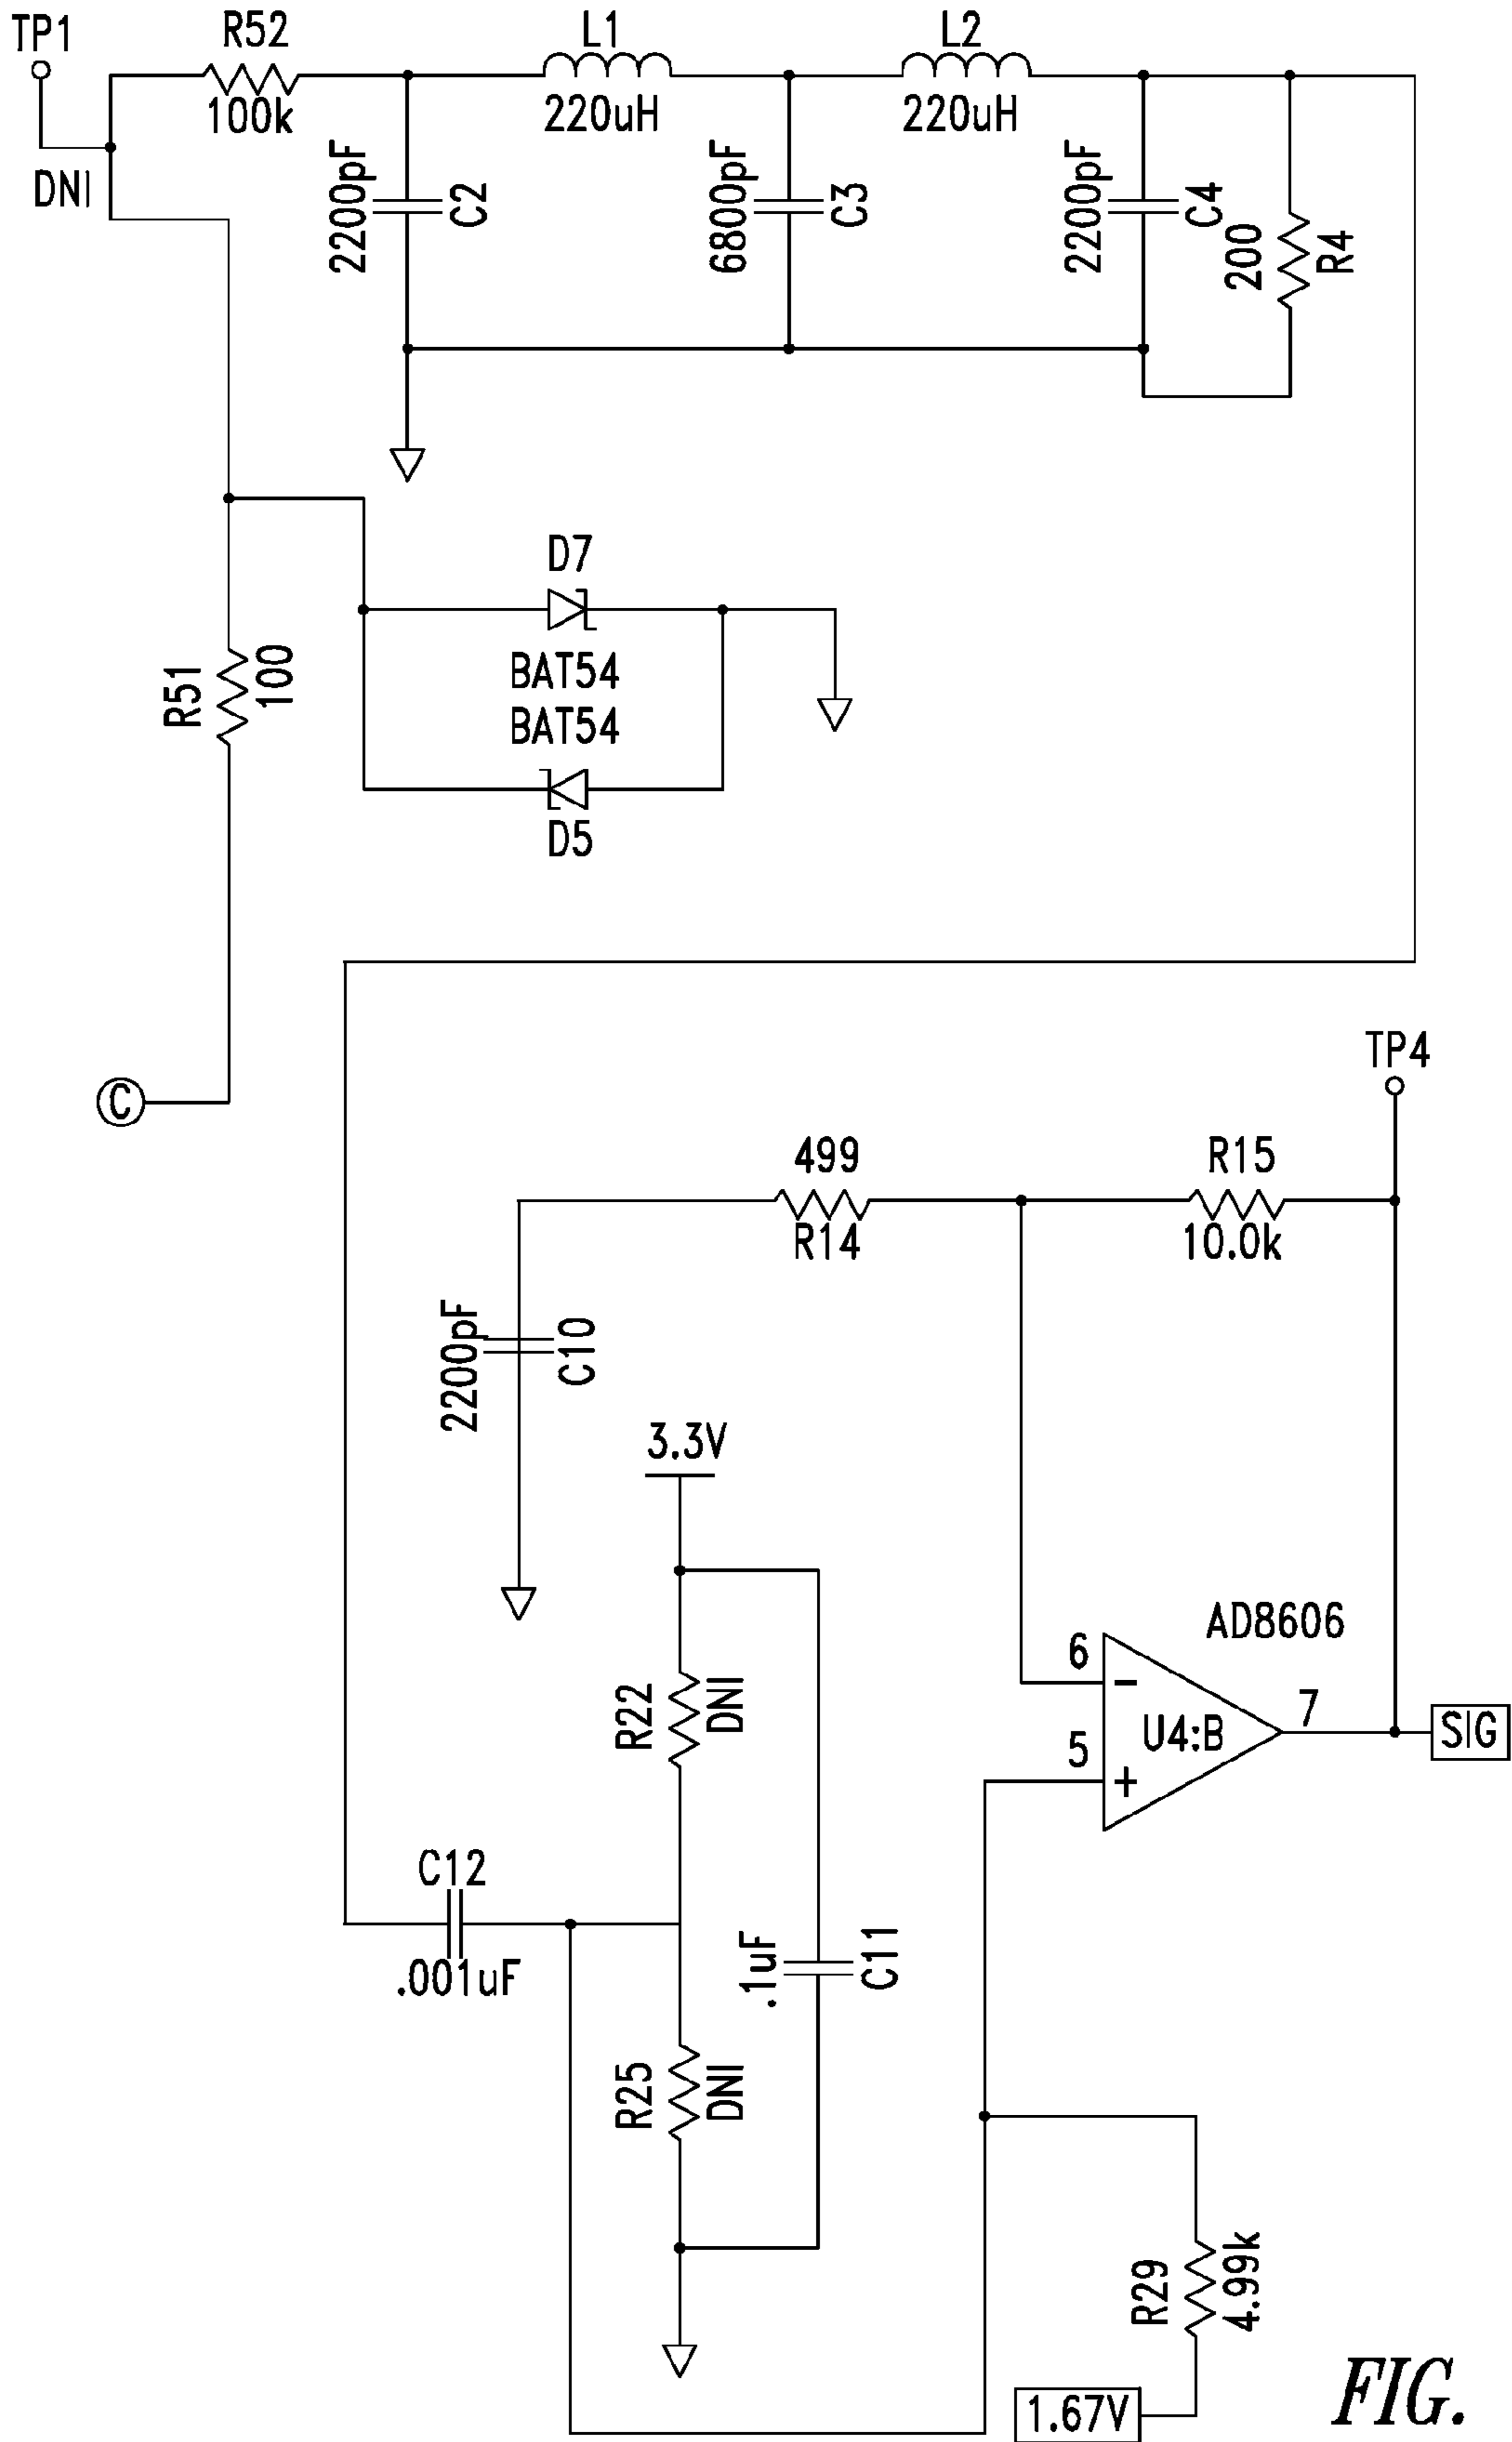 TP1
DNI
R52
100k
L1
220uH
L2
220uH
2200pF
C2
6800pF
C3
2200pF
C4
200
R4
D7
BAT54
BAT54
D5
R51
100
C
TP4
499
R14
R15
10.0k
2200pF
C10
3.3V
AD8606
6
5
U4:B
7
SIG
−
+
R22
DNI
C12
.001uF
.1uF
C11
R25
DNI
R29
4.99k
1.67V
FIG.